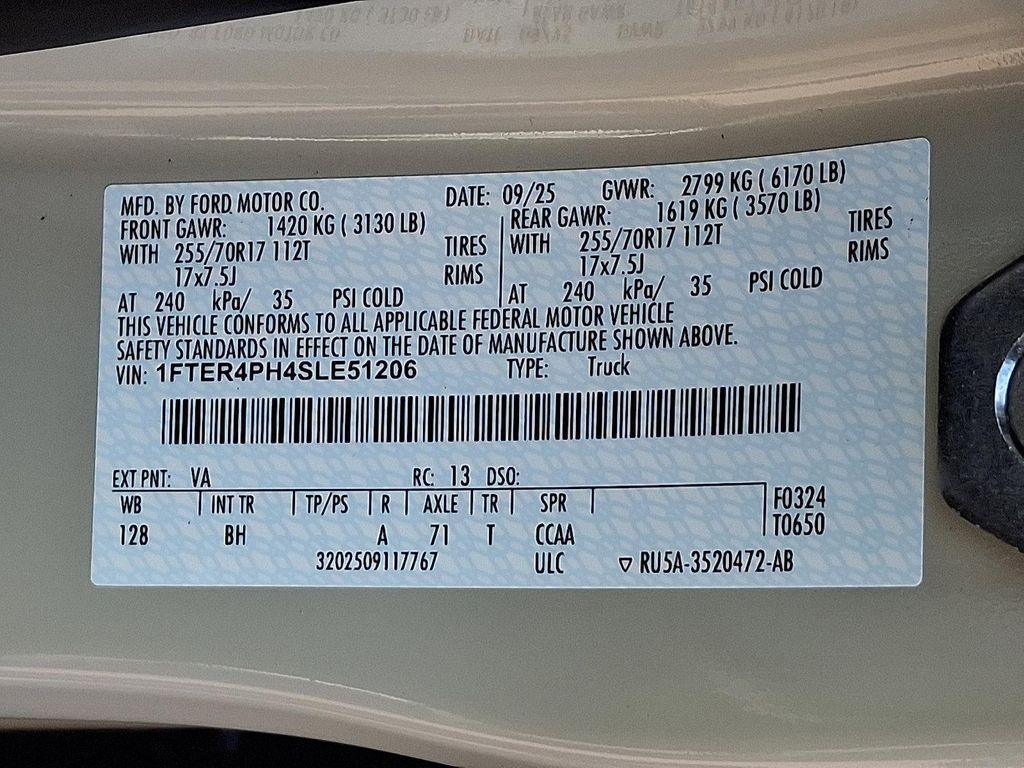 MFD. BY FORD MOTOR CO. DATE: 09/25 GVWR: 2799 KG ( 6170 LB)
FRONT GAWR: 1420 KG ( 3130 LB) REAR GAWR: 1619 KG ( 3570 LB)
WITH 255/70R17 112T TIRES WITH 255/70R17 112T TIRES
17x7.5J RIMS 17x7.5J RIMS
AT 240 kPa/ 35 PSI COLD AT 240 kPa/ 35 PSI COLD
THIS VEHICLE CONFORMS TO ALL APPLICABLE FEDERAL MOTOR VEHICLE
SAFETY STANDARDS IN EFFECT ON THE DATE OF MANUFACTURE SHOWN ABOVE.
VIN: 1FTER4PH4SLE51206 TYPE: Truck
EXT PNT: VA RC: 13 DSO:
WB INT TR TP/PS R AXLE TR SPR F0324
128 BH A 71 T CCAA T0650
3202509117767 ULC ▽ RU5A-3520472-AB